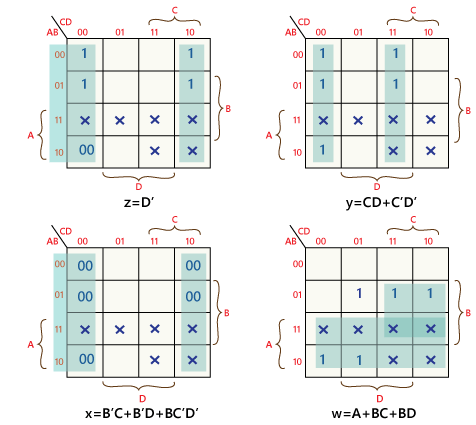 C
CD
AB 00 01 11 10
00 1 1
01 1 1
B
11 × × × ×
A
10 00 × ×
D
z=D′
C
CD
AB 00 01 11 10
00 1 1
01 1 1
B
11 × × × ×
A
10 1 × ×
D
y=CD+C′D′
C
CD
AB 00 01 11 10
00 00 00
01 00 00
B
11 × × × ×
A
10 00 × ×
D
x=B′C+B′D+BC′D′
C
CD
AB 00 01 11 10
00
01 1 1 1
B
11 × × × ×
A
10 1 1 × ×
D
w=A+BC+BD